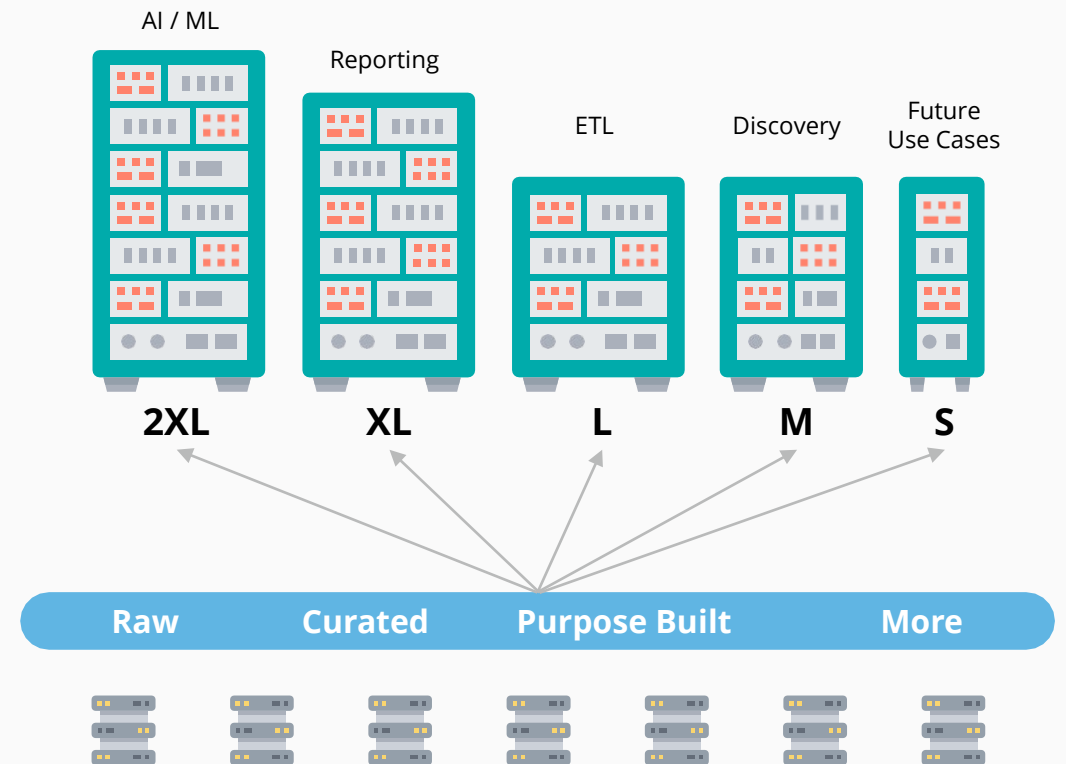 AI / ML
Reporting
ETL
Discovery
Future
Use Cases
2XL
XL
L
M
S
Raw
Curated
Purpose Built
More